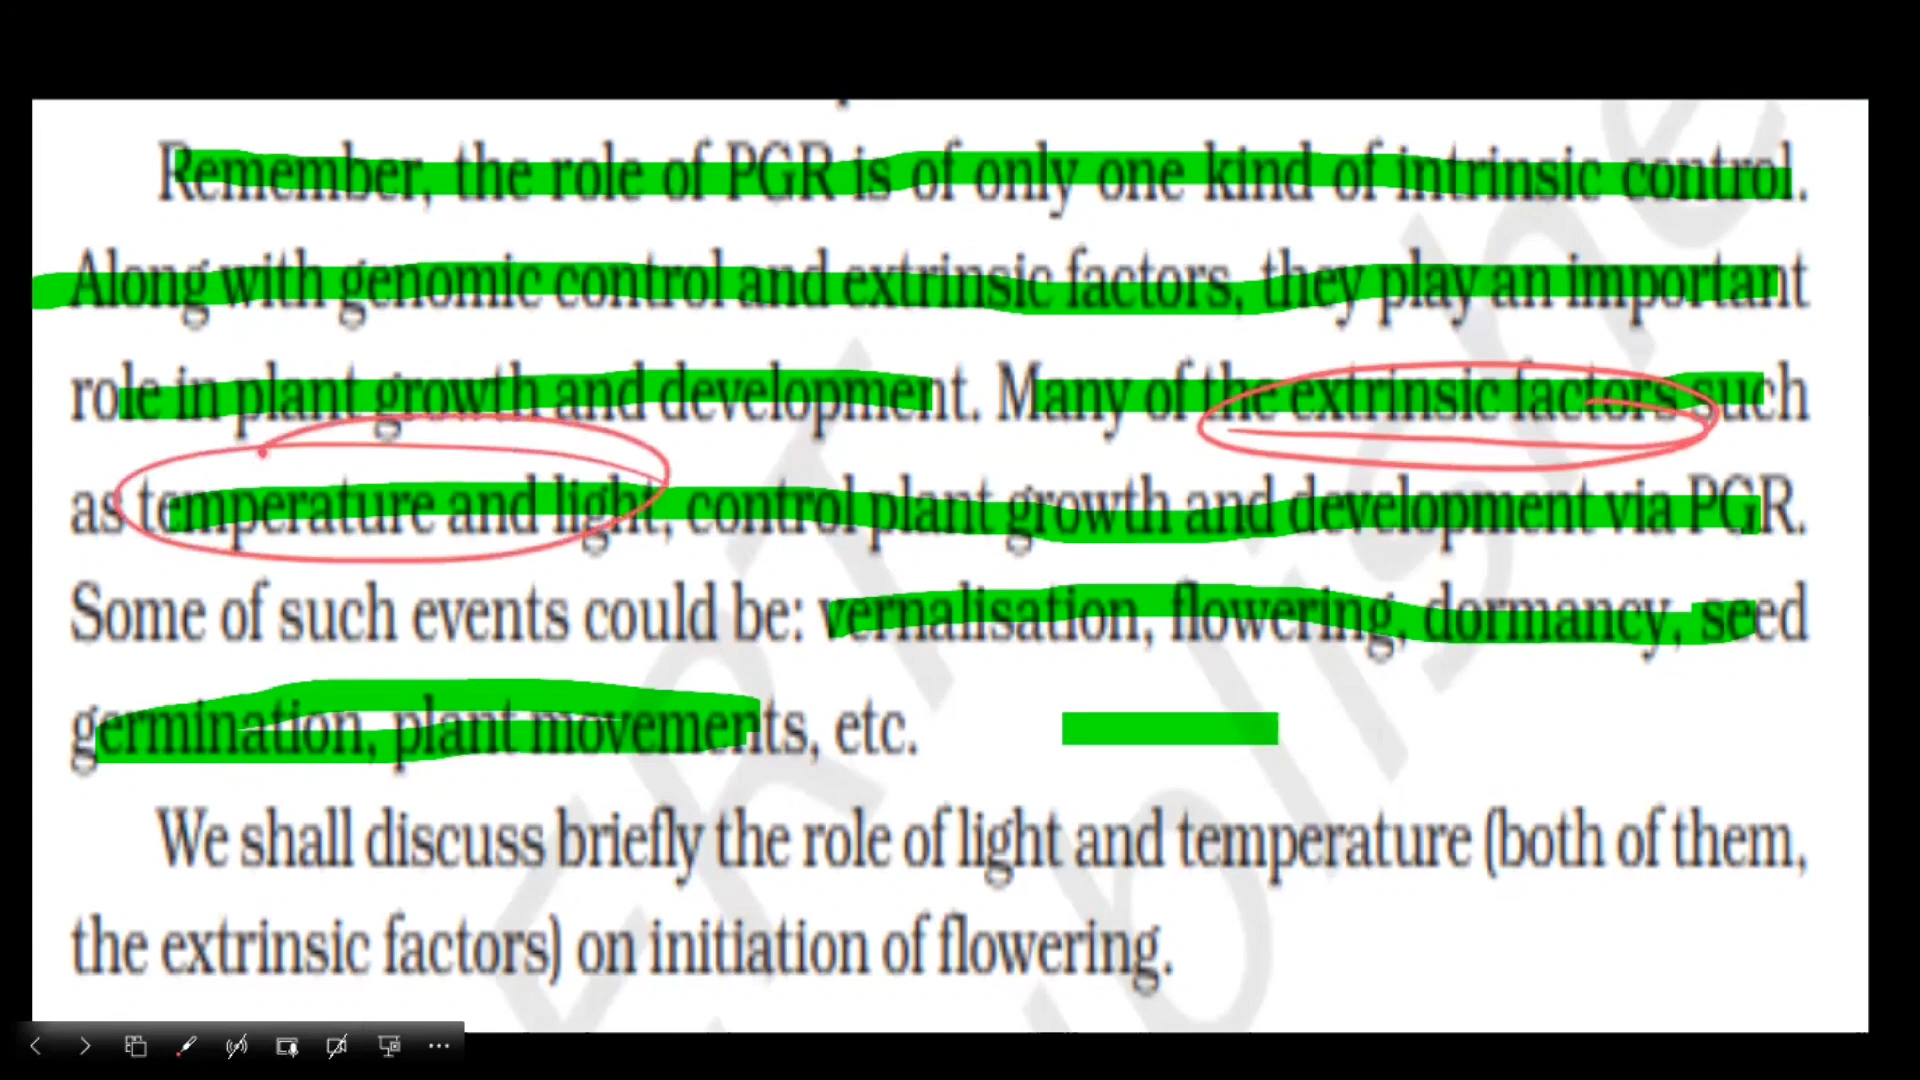 Remember, the role of PGR is of only one kind of intrinsic control.
Along with genomic control and extrinsic factors, they play an important
role in plant growth and development. Many of the extrinsic factors such
as temperature and light, control plant growth and development via PGR.
Some of such events could be: vernalisation, flowering, dormancy, seed
germination, plant movements, etc.
We shall discuss briefly the role of light and temperature (both of them,
the extrinsic factors) on initiation of flowering.